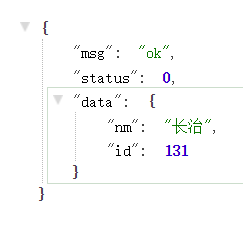 {
"msg": "ok",
"status": 0,
"data": {
"nm": "长治",
"id": 131
}
}